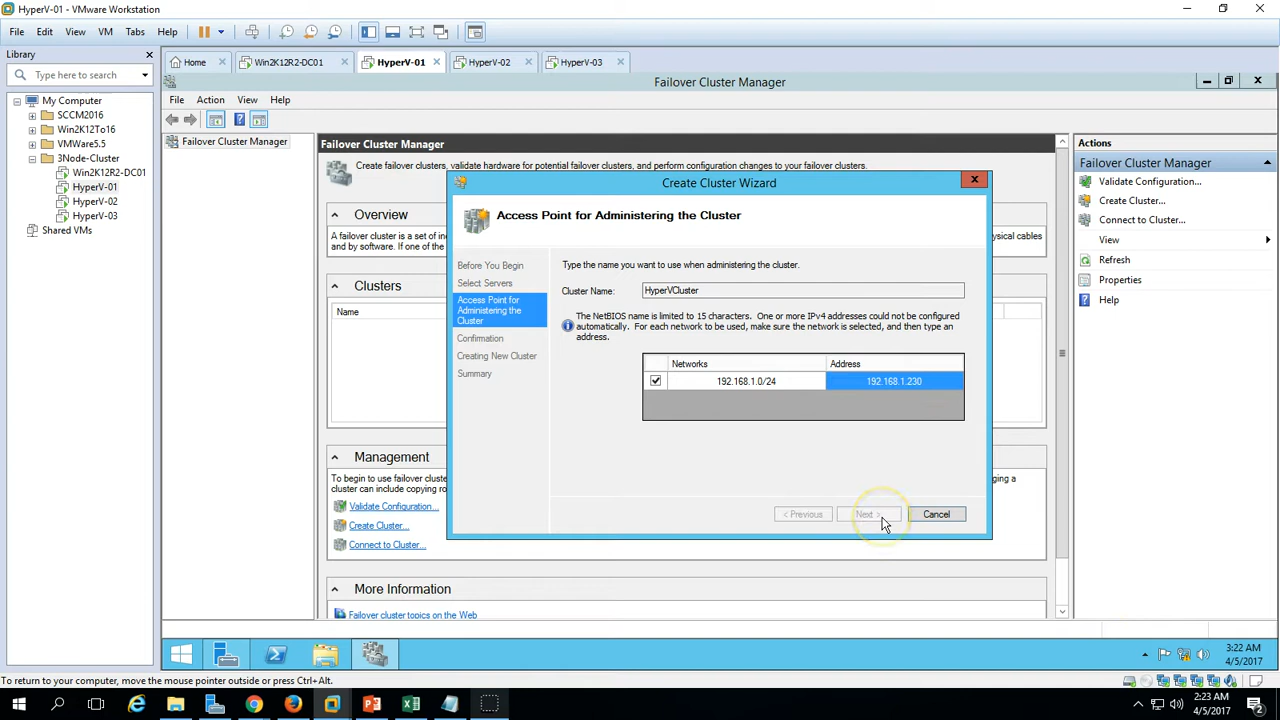 HyperV-01 - VMware Workstation
File Edit View VM Tabs Help
Library
Type here to search
My Computer
SCCM2016
Win2K12To16
VMWare5.5
3Node-Cluster
Win2K12R2-DC01
HyperV-01
HyperV-02
HyperV-03
Shared VMs
Home Win2K12R2-DC01 HyperV-01 HyperV-02 HyperV-03
Failover Cluster Manager
File Action View Help
Failover Cluster Manager
Failover Cluster Manager
Create failover clusters, validate hardware for potential failover clusters, and perform configuration changes to your failover clusters.
Overview
A failover cluster is a set of in
and by software. If one of the
ysical cables
Clusters
Name
Management
To begin to use failover cluste
cluster can include copying ro
ging a
Validate Configuration...
Create Cluster...
Connect to Cluster...
More Information
Failover cluster topics on the Web
Create Cluster Wizard
Access Point for Administering the Cluster
Before You Begin
Select Servers
Access Point for
Administering the
Cluster
Confirmation
Creating New Cluster
Summary
Type the name you want to use when administering the cluster.
Cluster Name: HyperVCluster
The NetBIOS name is limited to 15 characters. One or more IPv4 addresses could not be configured
automatically. For each network to be used, make sure the network is selected, and then type an
address.
Networks Address
192.168.1.0/24 192.168.1.230
< Previous Next > Cancel
Actions
Failover Cluster Manager
Validate Configuration...
Create Cluster...
Connect to Cluster...
View
Refresh
Properties
Help
3:22 AM
4/5/2017
To return to your computer, move the mouse pointer outside or press Ctrl+Alt.
2:23 AM
4/5/2017
2